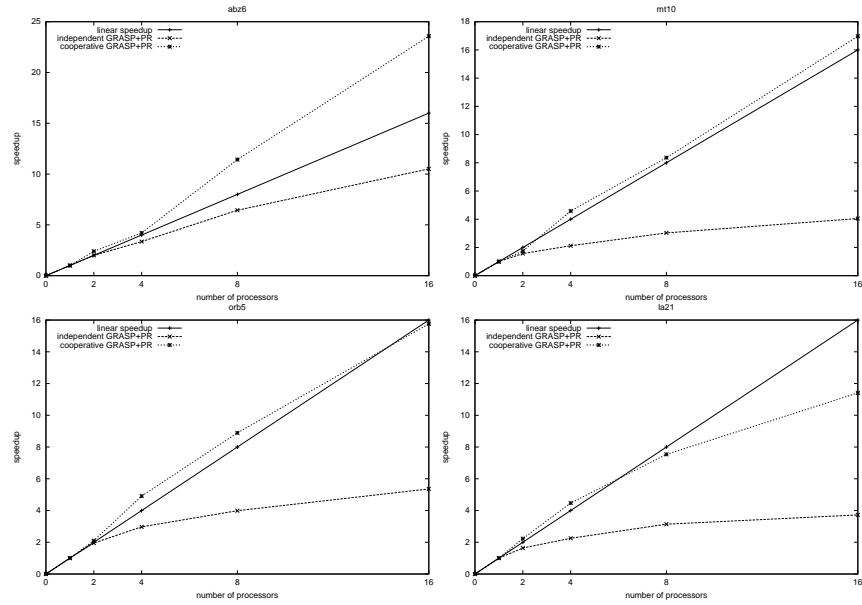 abz6
25
20
15
10
5
0
0 1 2 4 8 16
speedup
number of processors
linear speedup
independent GRASP+PR
cooperative GRASP+PR
mt10
18
16
14
12
10
8
6
4
2
0
0 1 2 4 8 16
speedup
number of processors
linear speedup
independent GRASP+PR
cooperative GRASP+PR
orb5
16
14
12
10
8
6
4
2
0
0 1 2 4 8 16
speedup
number of processors
linear speedup
independent GRASP+PR
cooperative GRASP+PR
la21
16
14
12
10
8
6
4
2
0
0 1 2 4 8 16
speedup
number of processors
linear speedup
independent GRASP+PR
cooperative GRASP+PR